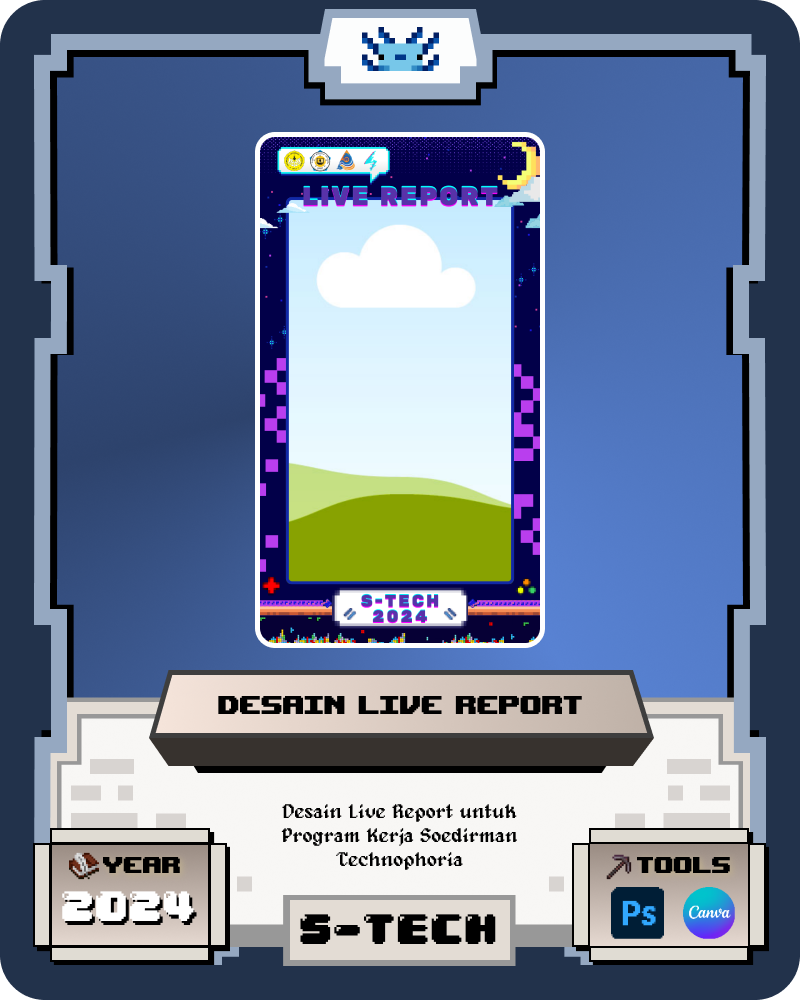 LIVE REPORT
S-TECH
2024
DESAIN LIVE REPORT
Desain Live Report untuk
Program Kerja Soedirman
Technophoria
YEAR
2024
TOOLS
Ps
Canva
S-TECH